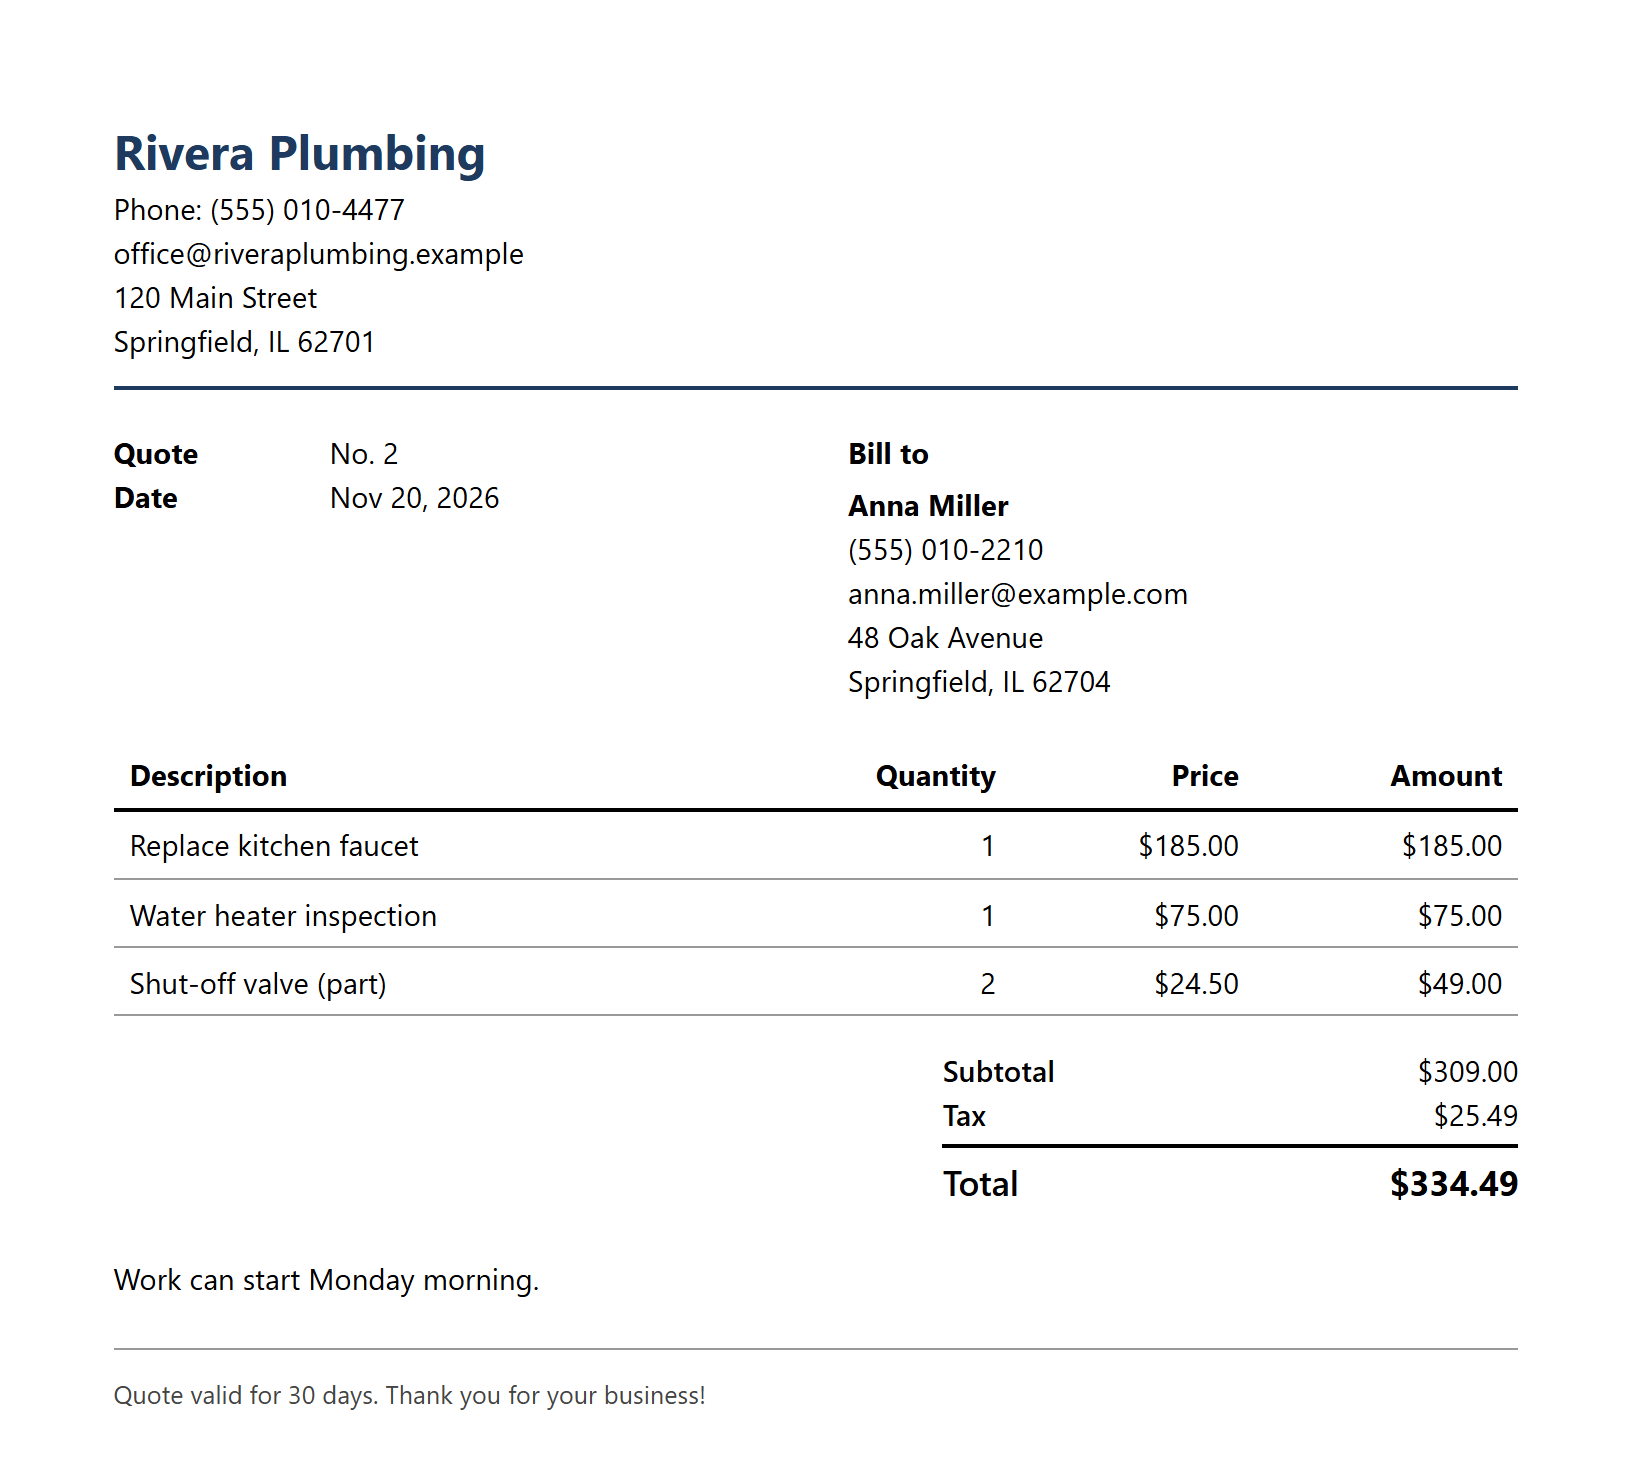 Rivera Plumbing
Phone: (555) 010-4477
office@riveraplumbing.example
120 Main Street
Springfield, IL 62701
Quote No. 2
Date Nov 20, 2026
Bill to
Anna Miller
(555) 010-2210
anna.miller@example.com
48 Oak Avenue
Springfield, IL 62704
Description Quantity Price Amount
Replace kitchen faucet 1 $185.00 $185.00
Water heater inspection 1 $75.00 $75.00
Shut-off valve (part) 2 $24.50 $49.00
Subtotal $309.00
Tax $25.49
Total $334.49
Work can start Monday morning.
Quote valid for 30 days. Thank you for your business!